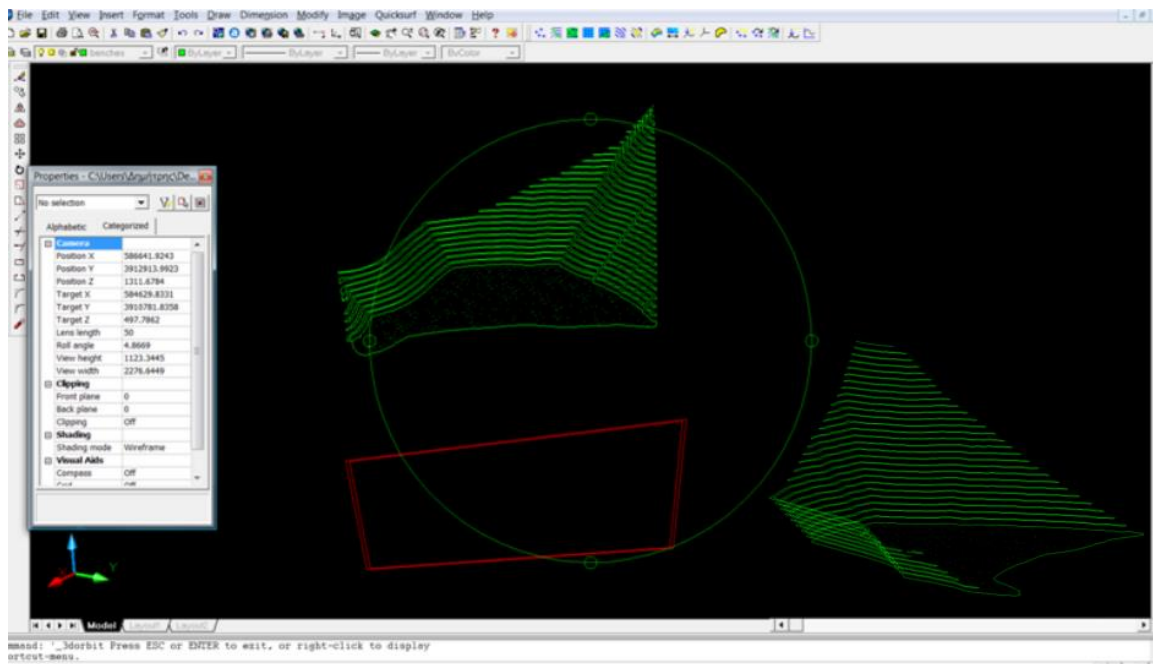 File Edit View Insert Format Tools Draw Dimension Modify Image Quicksurf Window Help
benches ByLayer ByLayer ByLayer ByColor
Properties - C:\Users\Δημήτρης\De...
No selection
Alphabetic Categorized
Camera
Position X 586641.9243
Position Y 3912913.9923
Position Z 1311.6784
Target X 584629.8331
Target Y 3910781.8358
Target Z 497.7862
Lens length 50
Roll angle 4.8669
View height 1123.3445
View width 2276.6449
Clipping
Front plane 0
Back plane 0
Clipping Off
Shading
Shading mode Wireframe
Visual Aids
Compass Off
X Y
Model Layout1 Layout2
mmand: '_3dorbit Press ESC or ENTER to exit, or right-click to display
ortcut-menu.